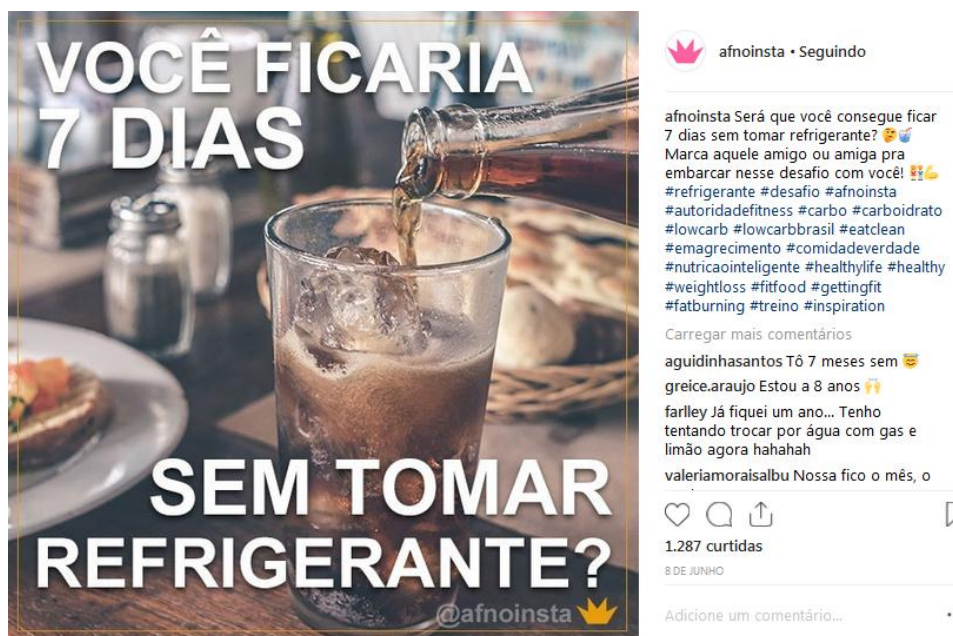 VOCÊ FICARIA
7 DIAS
SEM TOMAR
REFRIGERANTE?
@afnoinsta
afnoinsta • Seguindo
afnoinsta Será que você consegue ficar
7 dias sem tomar refrigerante? 🤔🥤
Marca aquele amigo ou amiga pra
embarcar nesse desafio com você! 👯💪
#refrigerante #desafio #afnoinsta
#autoridadefitness #carbo #carboidrato
#lowcarb #lowcarbbrasil #eatclean
#emagrecimento #comidadeverdade
#nutricaointeligente #healthylife #healthy
#weightloss #fitfood #gettingfit
#fatburning #treino #inspiration
Carregar mais comentários
aguidinhasantos Tô 7 meses sem 😇
greice.araujo Estou a 8 anos 🙌
farlley Já fiquei um ano... Tenho
tentando trocar por água com gas e
limão agora hahahah
valeriamoraisalbu Nossa fico o mês, o
1.287 curtidas
8 DE JUNHO
Adicione um comentário...